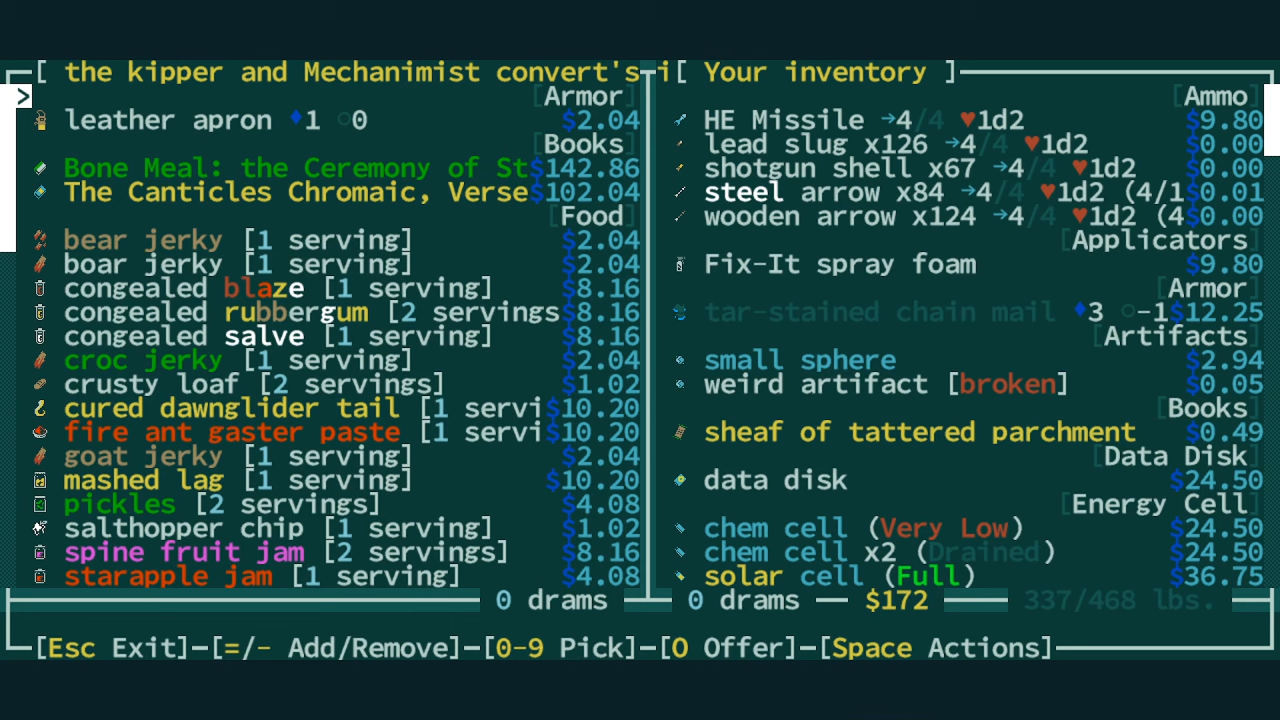 [ the kipper and Mechanimist convert's i
>
[Armor]
leather apron ♦1 ○0 $2.04
[Books]
Bone Meal: the Ceremony of St $142.86
The Canticles Chromaic, Verse $102.04
[Food]
bear jerky [1 serving] $2.04
boar jerky [1 serving] $2.04
congealed blaze [1 serving] $8.16
congealed rubbergum [2 servings $8.16
congealed salve [1 serving] $8.16
croc jerky [1 serving] $2.04
crusty loaf [2 servings] $1.02
cured dawnglider tail [1 servi $10.20
fire ant gaster paste [1 servi $10.20
goat jerky [1 serving] $2.04
mashed lag [1 serving] $10.20
pickles [2 servings] $4.08
salthopper chip [1 serving] $1.02
spine fruit jam [2 servings] $8.16
starapple jam [1 serving] $4.08
0 drams
[ Your inventory ]
[Ammo]
HE Missile →4/4 ♥1d2 $9.80
lead slug x126 →4/4 ♥1d2 $0.00
shotgun shell x67 →4/4 ♥1d2 $0.00
steel arrow x84 →4/4 ♥1d2 (4/1 $0.01
wooden arrow x124 →4/4 ♥1d2 (4 $0.00
[Applicators]
Fix-It spray foam $9.80
[Armor]
tar-stained chain mail ♦3 ○-1 $12.25
[Artifacts]
small sphere $2.94
weird artifact [broken] $0.05
[Books]
sheaf of tattered parchment $0.49
[Data Disk]
data disk $24.50
[Energy Cell]
chem cell (Very Low) $24.50
chem cell x2 (Drained) $24.50
solar cell (Full) $36.75
0 drams — $172 337/468 lbs.
[Esc Exit]—[=/- Add/Remove]—[0-9 Pick]—[O Offer]—[Space Actions]